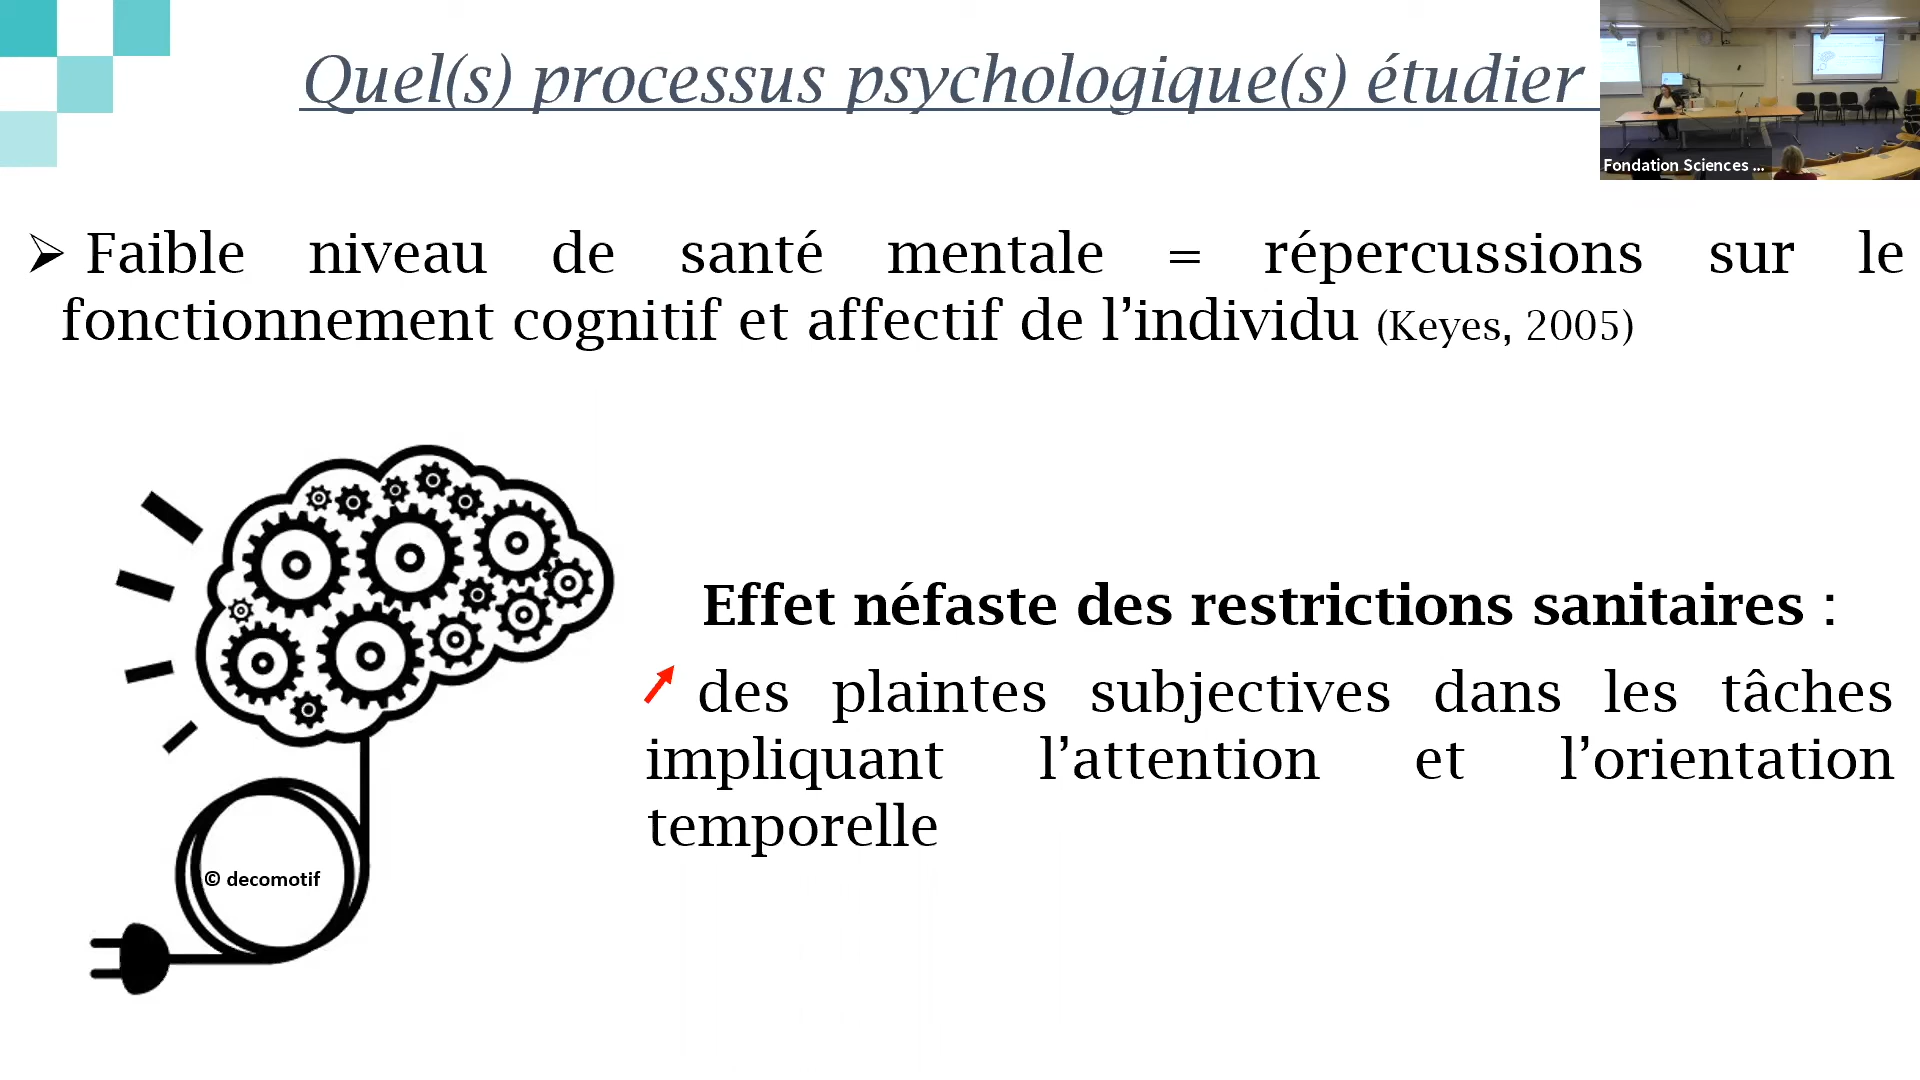 Quel(s) processus psychologique(s) étudier
Fondation Sciences ...
➢ Faible niveau de santé mentale = répercussions sur le
fonctionnement cognitif et affectif de l’individu (Keyes, 2005)
Effet néfaste des restrictions sanitaires :
des plaintes subjectives dans les tâches
impliquant l’attention et l’orientation
temporelle
© decomotif